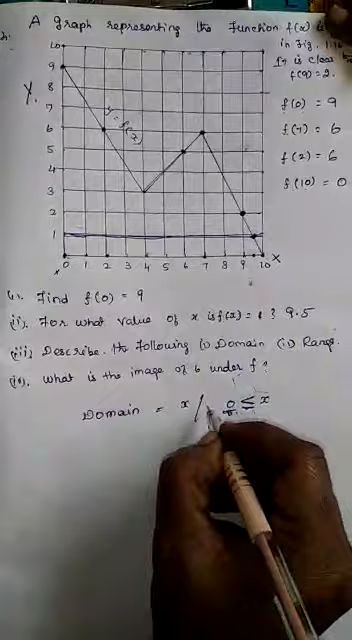 A graph representing the function f(x) is
in Fig. 1.16
It is clear
f(9) = 2.
10
9
8
7
6
5
4
3
2
1
Y
y = f(x)
0 1 2 3 4 5 6 7 8 9 10 X
f(0) = 9
f(7) = 6
f(2) = 6
f(10) = 0
(i). Find f(0) = 9
(ii). For what value of x is f(x) = 1 ? 9.5
(iii). Describe the following (i) Domain (ii) Range.
(iv). What is the image of 6 under f ?
Domain = x / 0 ≤ x